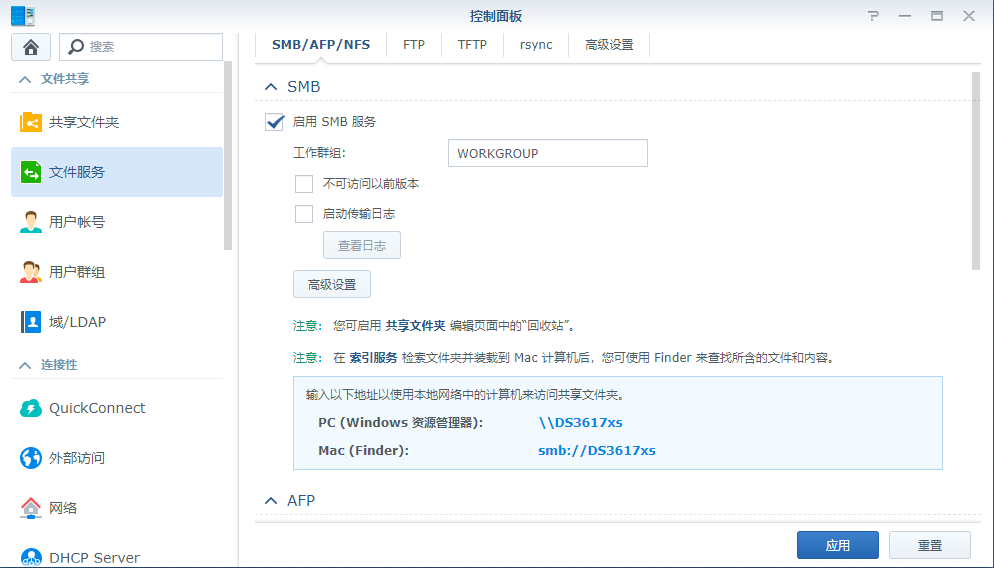 控制面板
搜索
文件共享
共享文件夹
文件服务
用户帐号
用户群组
域/LDAP
连接性
QuickConnect
外部访问
网络
DHCP Server
SMB/AFP/NFS FTP TFTP rsync 高级设置
SMB
启用 SMB 服务
工作群组: WORKGROUP
不可访问以前版本
启动传输日志
查看日志
高级设置
注意: 您可启用 共享文件夹 编辑页面中的“回收站”。
注意: 在 索引服务 检索文件夹并装载到 Mac 计算机后，您可使用 Finder 来查找所含的文件和内容。
输入以下地址以使用本地网络中的计算机来访问共享文件夹。
PC (Windows 资源管理器): \\DS3617xs
Mac (Finder): smb://DS3617xs
AFP
应用 重置